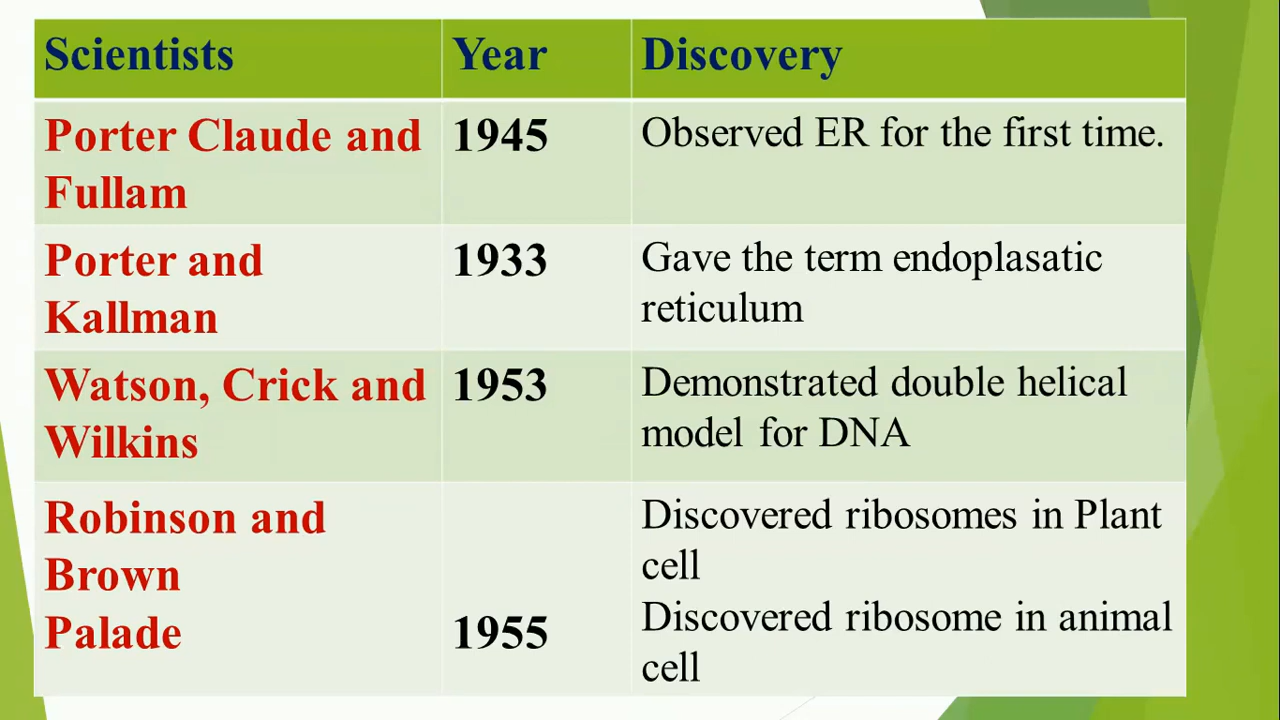 Scientists Year Discovery
Porter Claude and 1945 Observed ER for the first time.
Fullam
Porter and 1933 Gave the term endoplasatic
Kallman reticulum
Watson, Crick and 1953 Demonstrated double helical
Wilkins model for DNA
Robinson and Discovered ribosomes in Plant
Brown cell
Palade 1955 Discovered ribosome in animal
cell